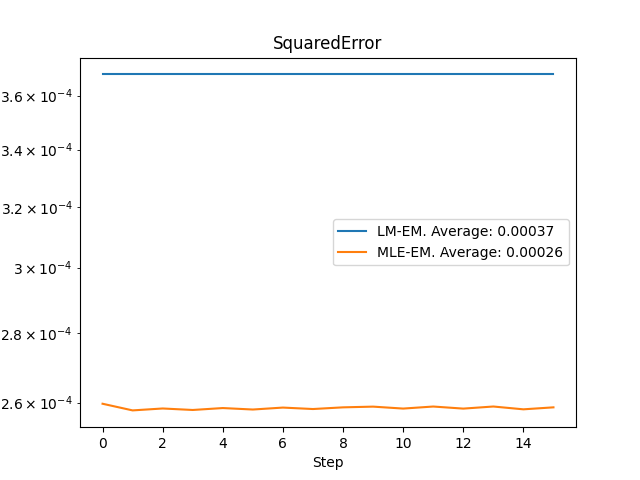 SquaredError
3.6 × 10⁻⁴
3.4 × 10⁻⁴
3.2 × 10⁻⁴
3 × 10⁻⁴
2.8 × 10⁻⁴
2.6 × 10⁻⁴
LM-EM. Average: 0.00037
MLE-EM. Average: 0.00026
0 2 4 6 8 10 12 14
Step